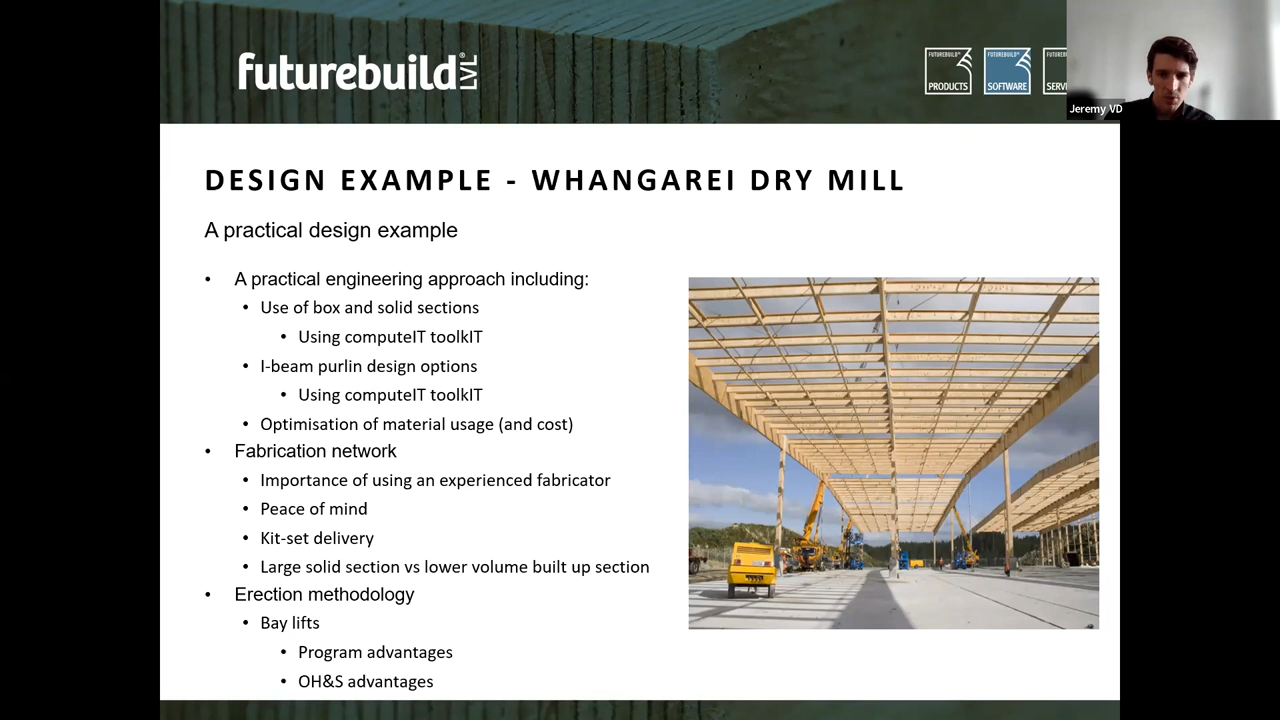 futurebuild LVL®
FUTUREBUILD PRODUCTS
FUTUREBUILD SOFTWARE
SERV
Jeremy VD
DESIGN EXAMPLE - WHANGAREI DRY MILL
A practical design example
• A practical engineering approach including:
• Use of box and solid sections
• Using computeIT toolkIT
• I-beam purlin design options
• Using computeIT toolkIT
• Optimisation of material usage (and cost)
• Fabrication network
• Importance of using an experienced fabricator
• Peace of mind
• Kit-set delivery
• Large solid section vs lower volume built up section
• Erection methodology
• Bay lifts
• Program advantages
• OH&S advantages